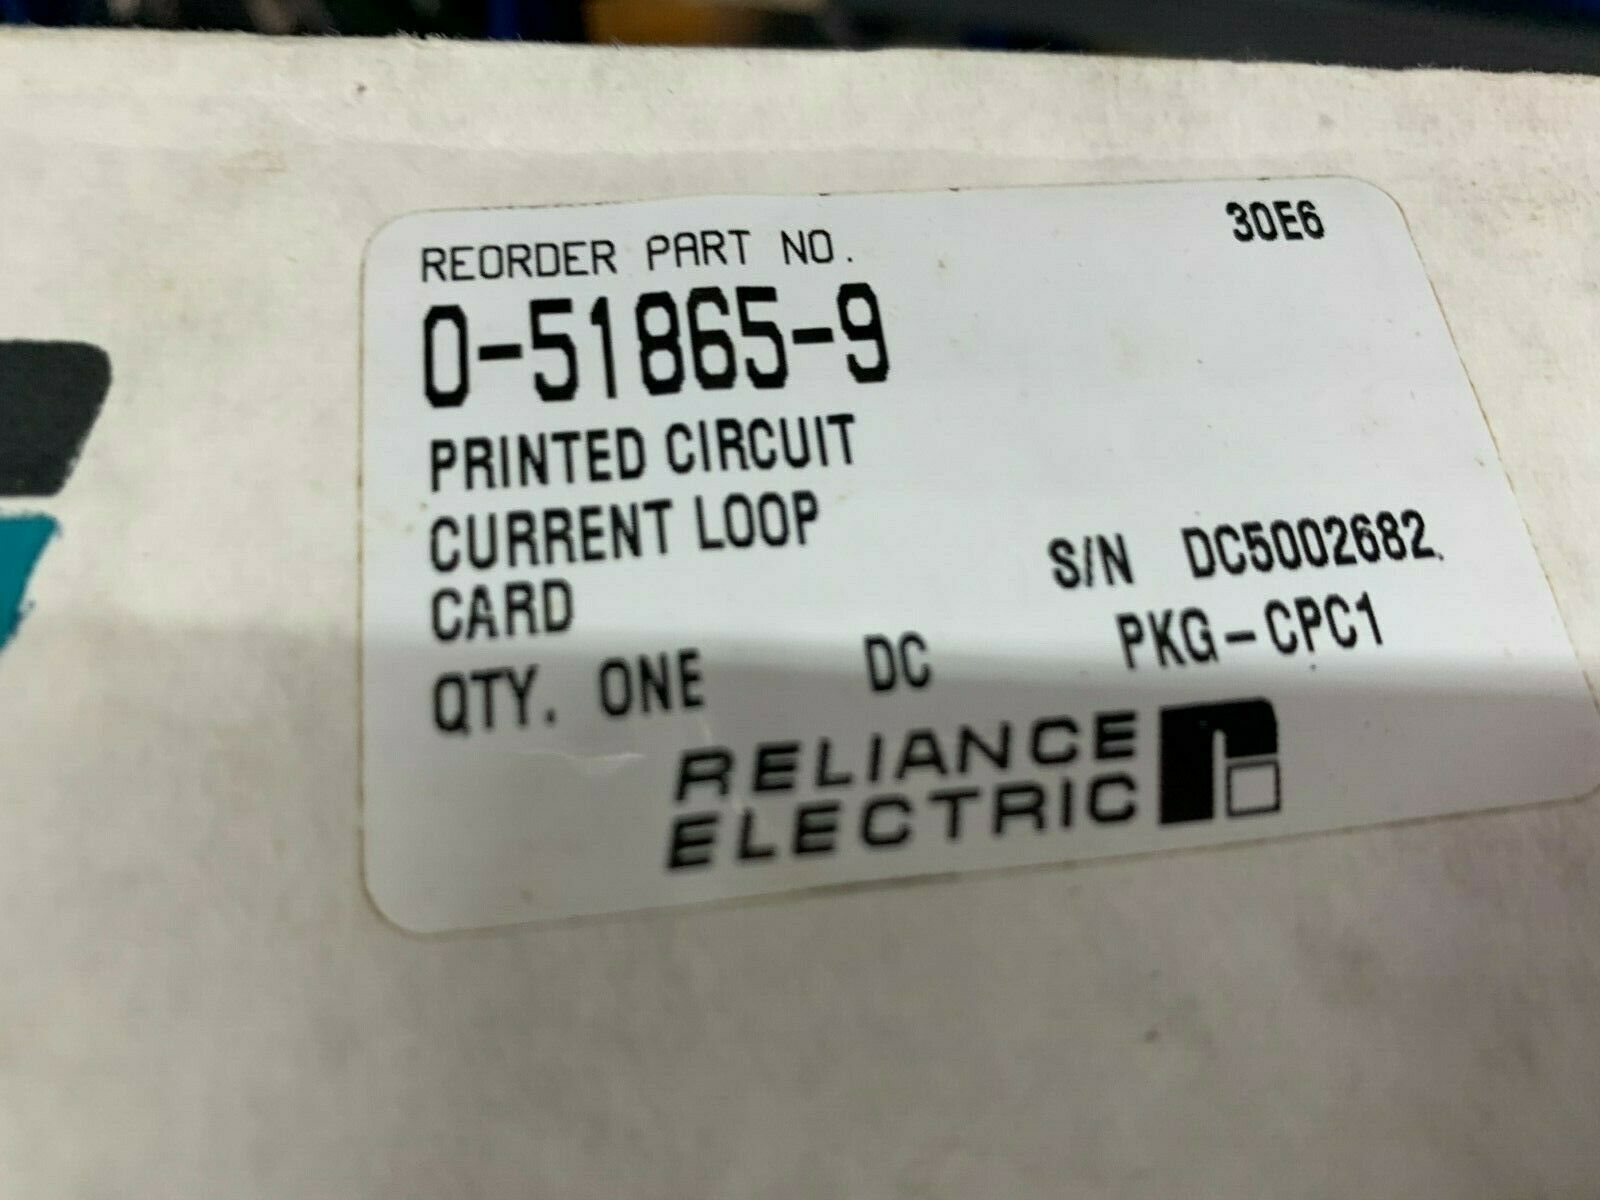 30E6
REORDER PART NO.
0-51865-9
PRINTED CIRCUIT
CURRENT LOOP
CARD
S/N DC5002682
QTY. ONE DC PKG-CPC1
RELIANCE
ELECTRIC